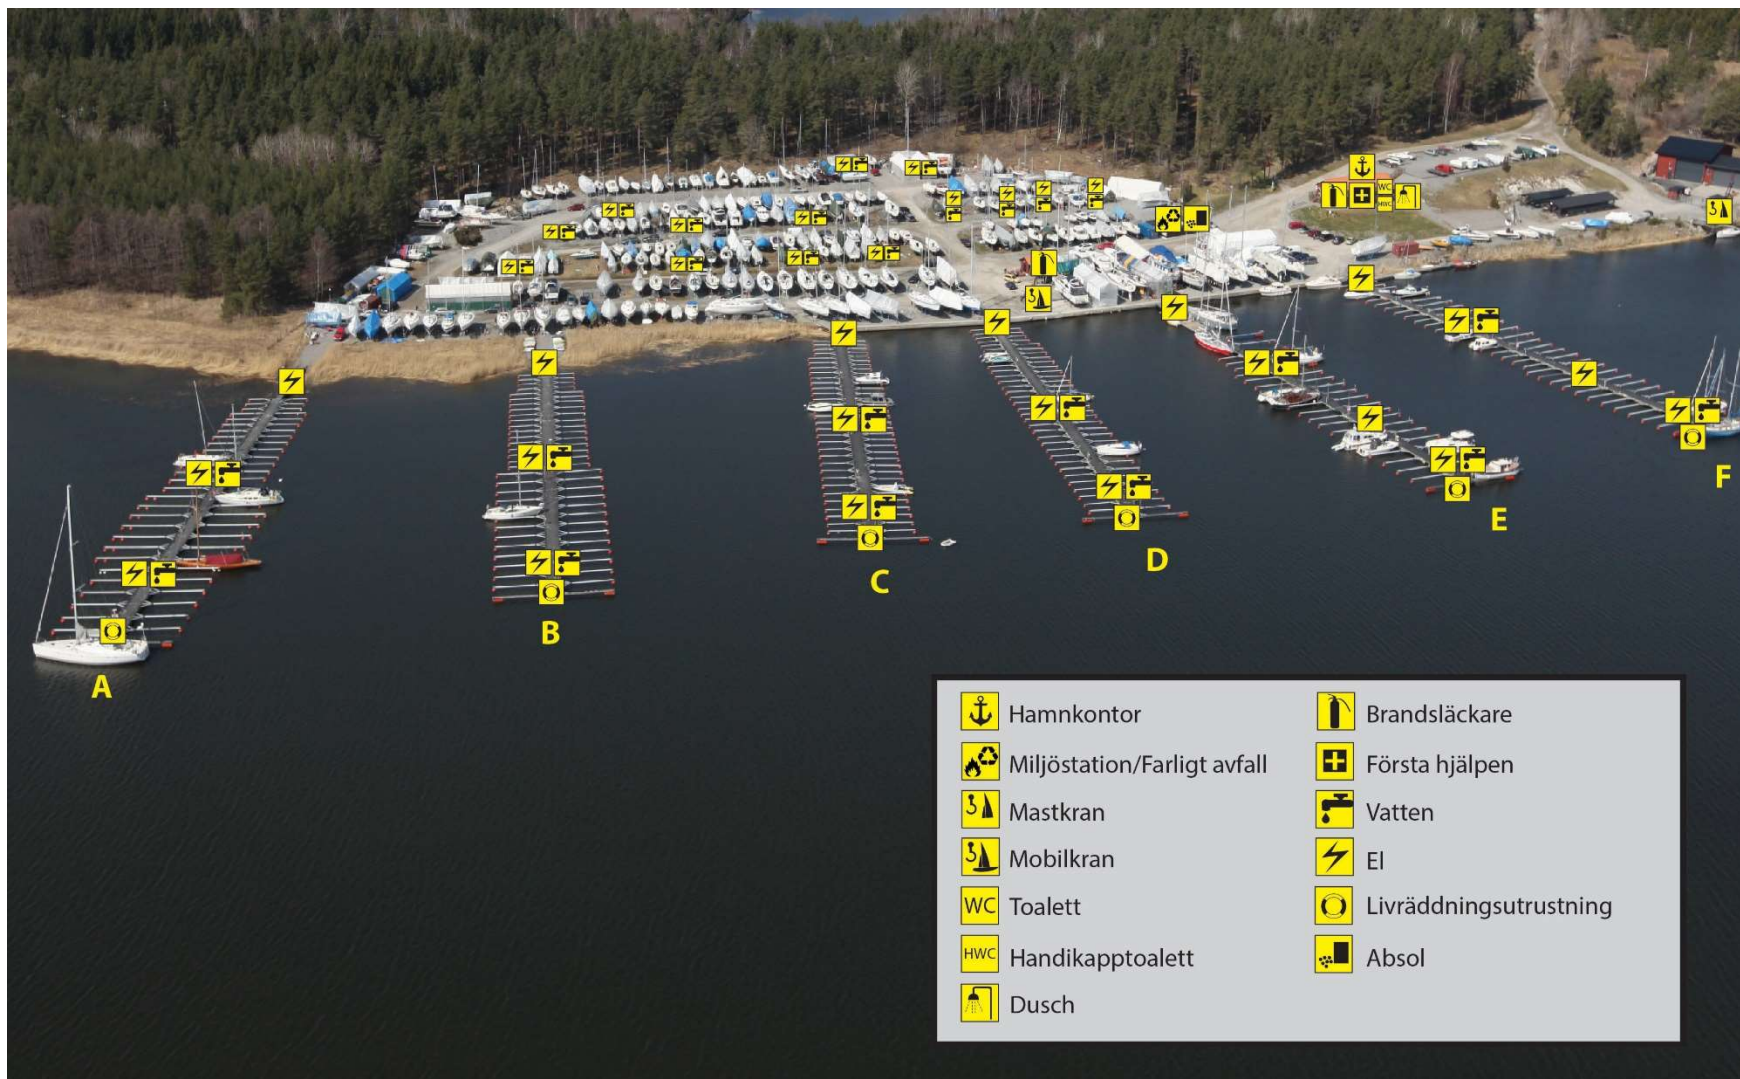 WC
HWC
F
E
D
C
B
A
Hamnkontor
Miljöstation/Farligt avfall
Mastkran
Mobilkran
WC Toalett
HWC Handikapptoalett
Dusch
Brandsläckare
Första hjälpen
Vatten
El
Livräddningsutrustning
Absol